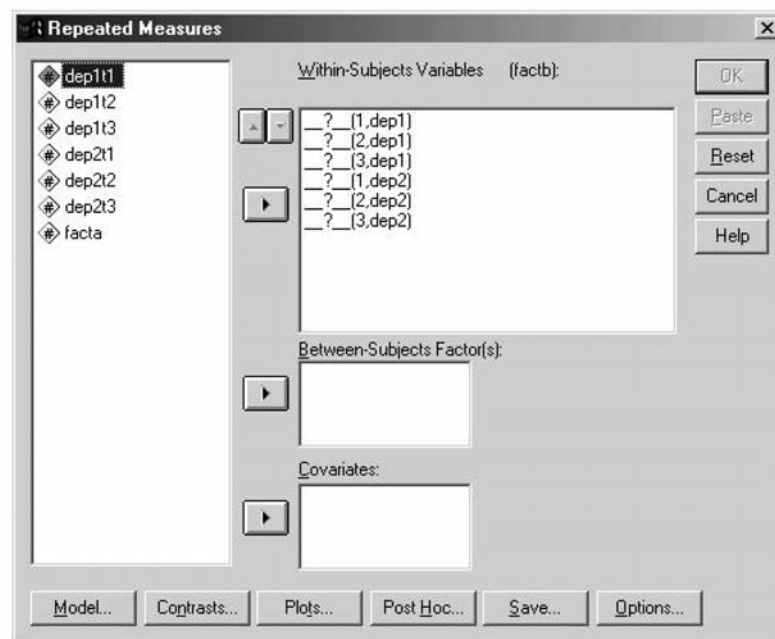 Repeated Measures
dep1t1
dep1t2
dep1t3
dep2t1
dep2t2
dep2t3
facta
Within-Subjects Variables (factb):
__?__(1,dep1)
__?__(2,dep1)
__?__(3,dep1)
__?__(1,dep2)
__?__(2,dep2)
__?__(3,dep2)
Between-Subjects Factor(s):
Covariates:
OK
Paste
Reset
Cancel
Help
Model... Contrasts... Plots... Post Hoc... Save... Options...